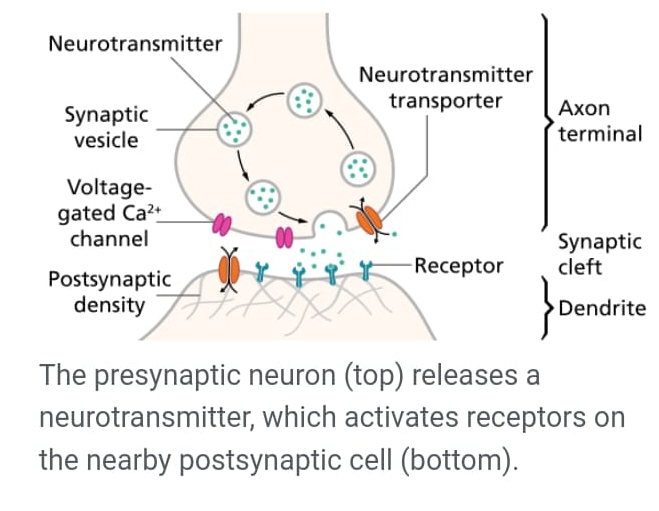 Neurotransmitter
Neurotransmitter
transporter
Synaptic
vesicle
Axon
terminal
Voltage-
gated Ca²⁺
channel
Synaptic
cleft
Receptor
Postsynaptic
density
Dendrite
The presynaptic neuron (top) releases a
neurotransmitter, which activates receptors on
the nearby postsynaptic cell (bottom).